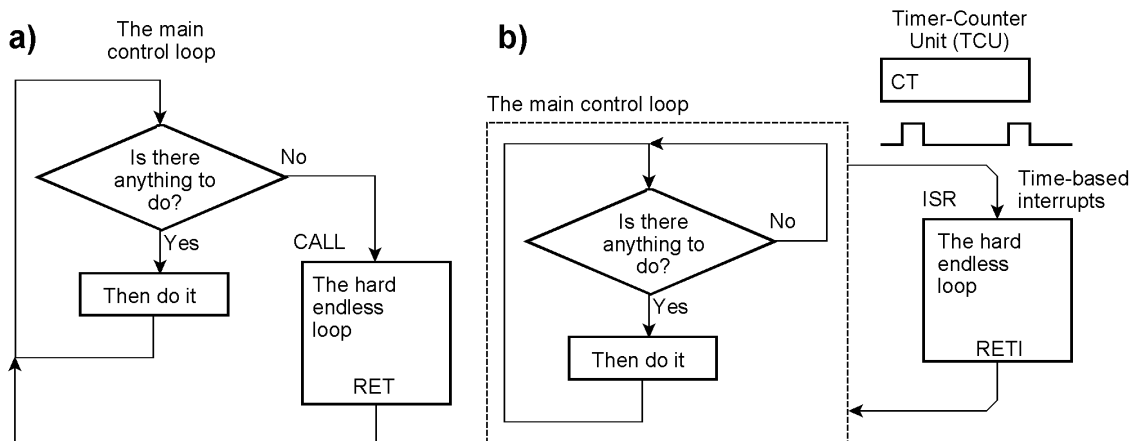 a)
The main
control loop
Is there
anything to
do?
No
Yes
Then do it
CALL
The hard
endless
loop
RET
b)
The main control loop
Is there
anything to
do?
No
Yes
Then do it
Timer-Counter
Unit (TCU)
CT
Time-based
interrupts
ISR
The hard
endless
loop
RETI